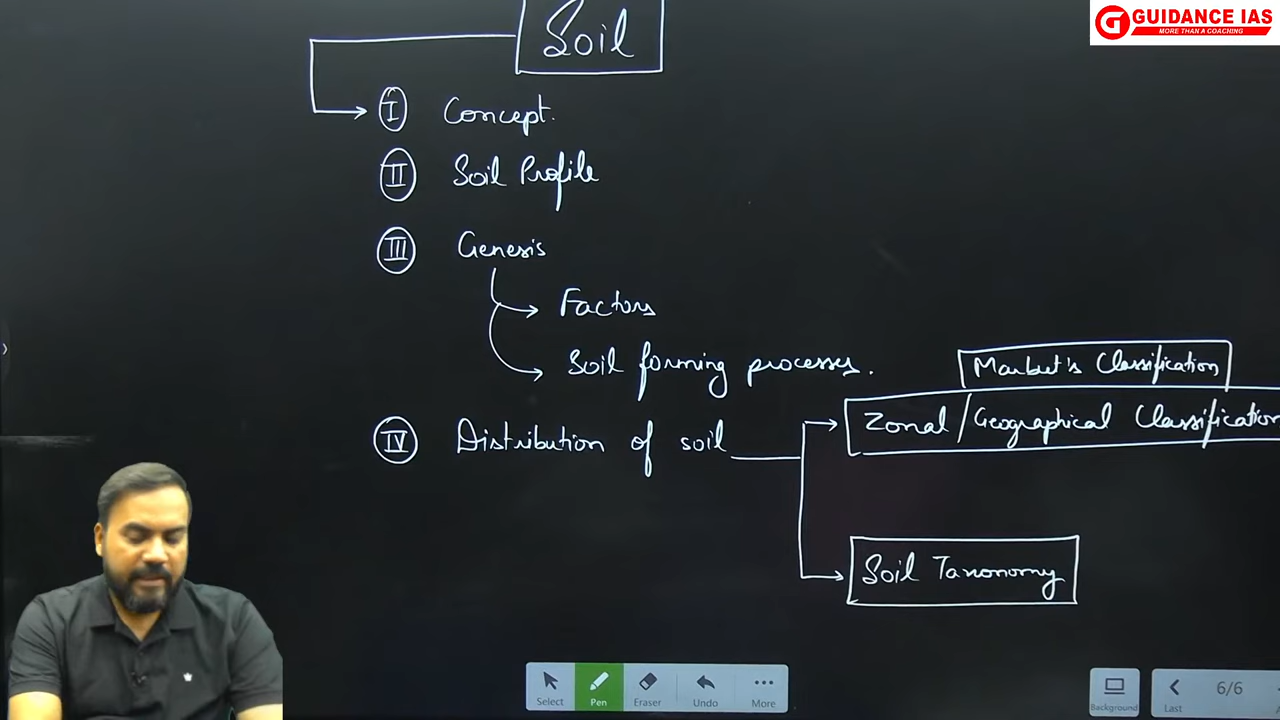 GUIDANCE IAS
MORE THAN A COACHING
Soil
I Concept.
II Soil Profile
III Genesis
Factors
Soil forming processes.
Marbut's Classification
Zonal / Geographical Classification
IV Distribution of soil
Soil Taxonomy
Select
Pen
Eraser
Undo
More
Background
Last
6/6